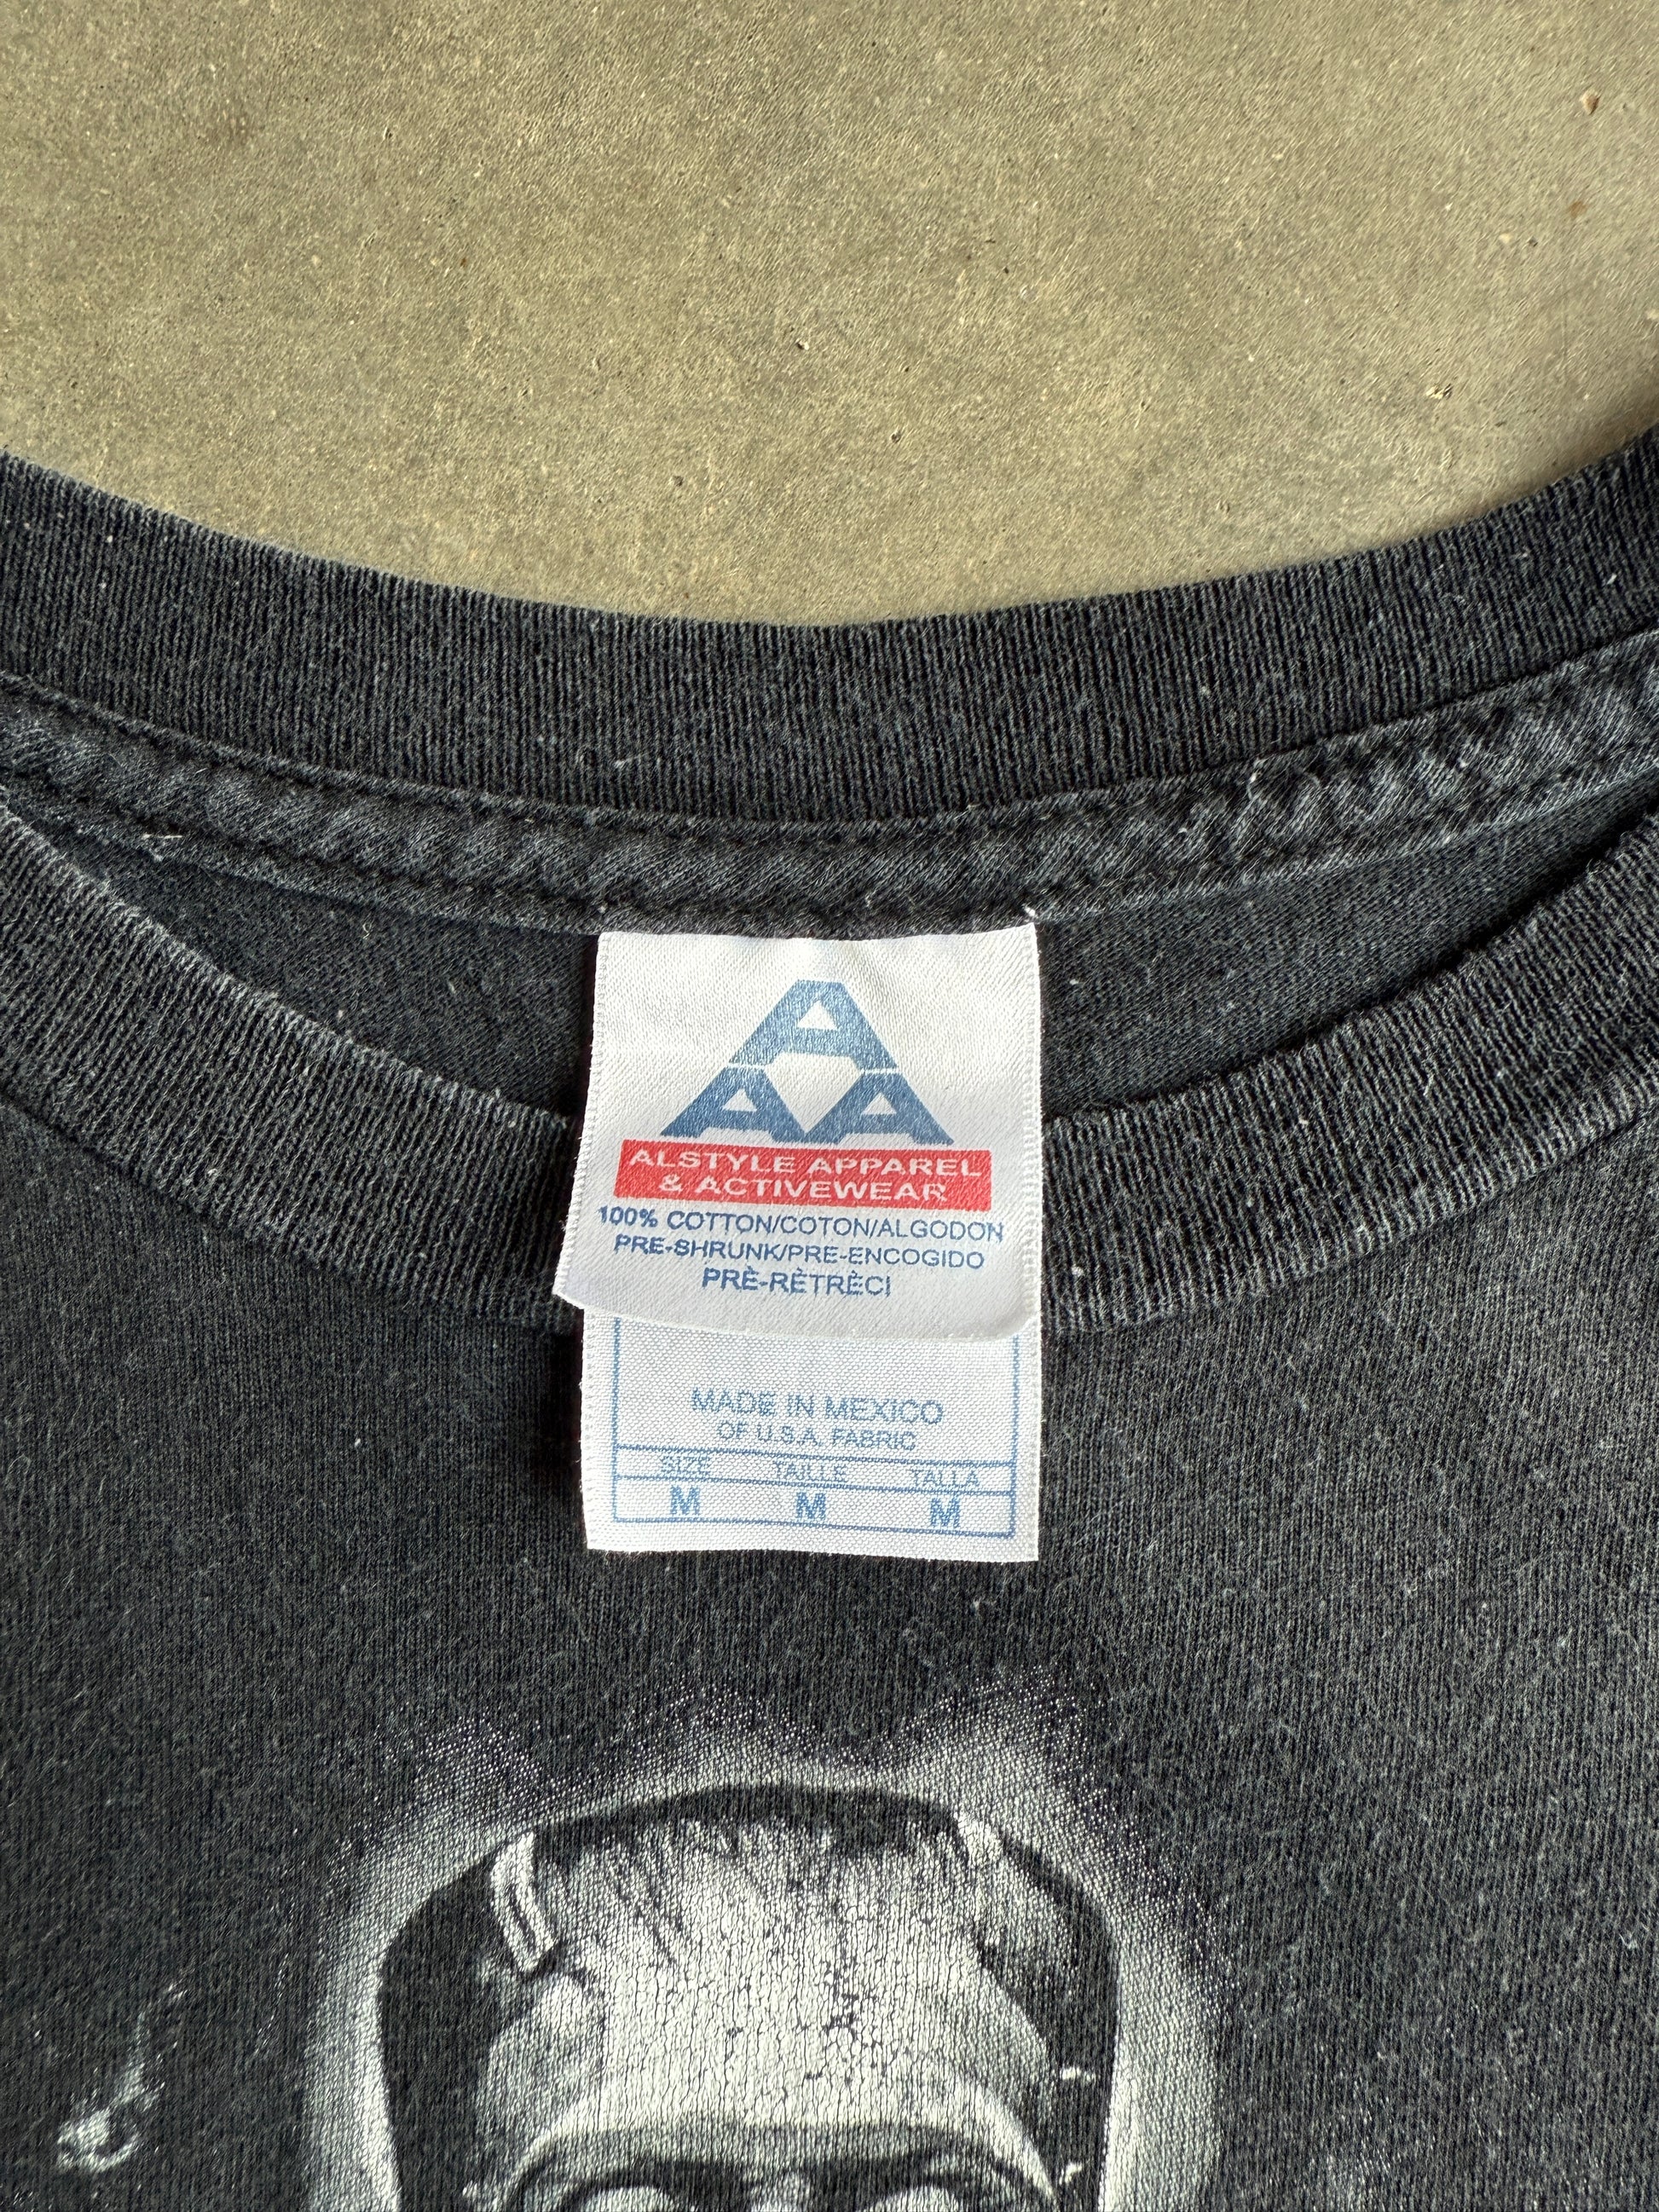 A
A A
ALSTYLE APPAREL
& ACTIVEWEAR
100% COTTON/COTON/ALGODON
PRE-SHRUNK/PRE-ENCOGIDO
PRÈ-RÈTRÈCI
MADE IN MEXICO
OF U.S.A. FABRIC
SIZE TAILLE TALLA
M M M